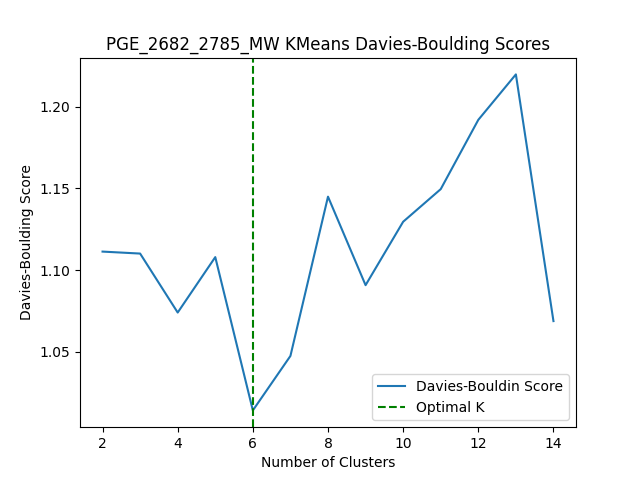 PGE_2682_2785_MW KMeans Davies-Boulding Scores
1.20
1.15
1.10
1.05
Davies-Boulding Score
Davies-Bouldin Score
Optimal K
2 4 6 8 10 12 14
Number of Clusters